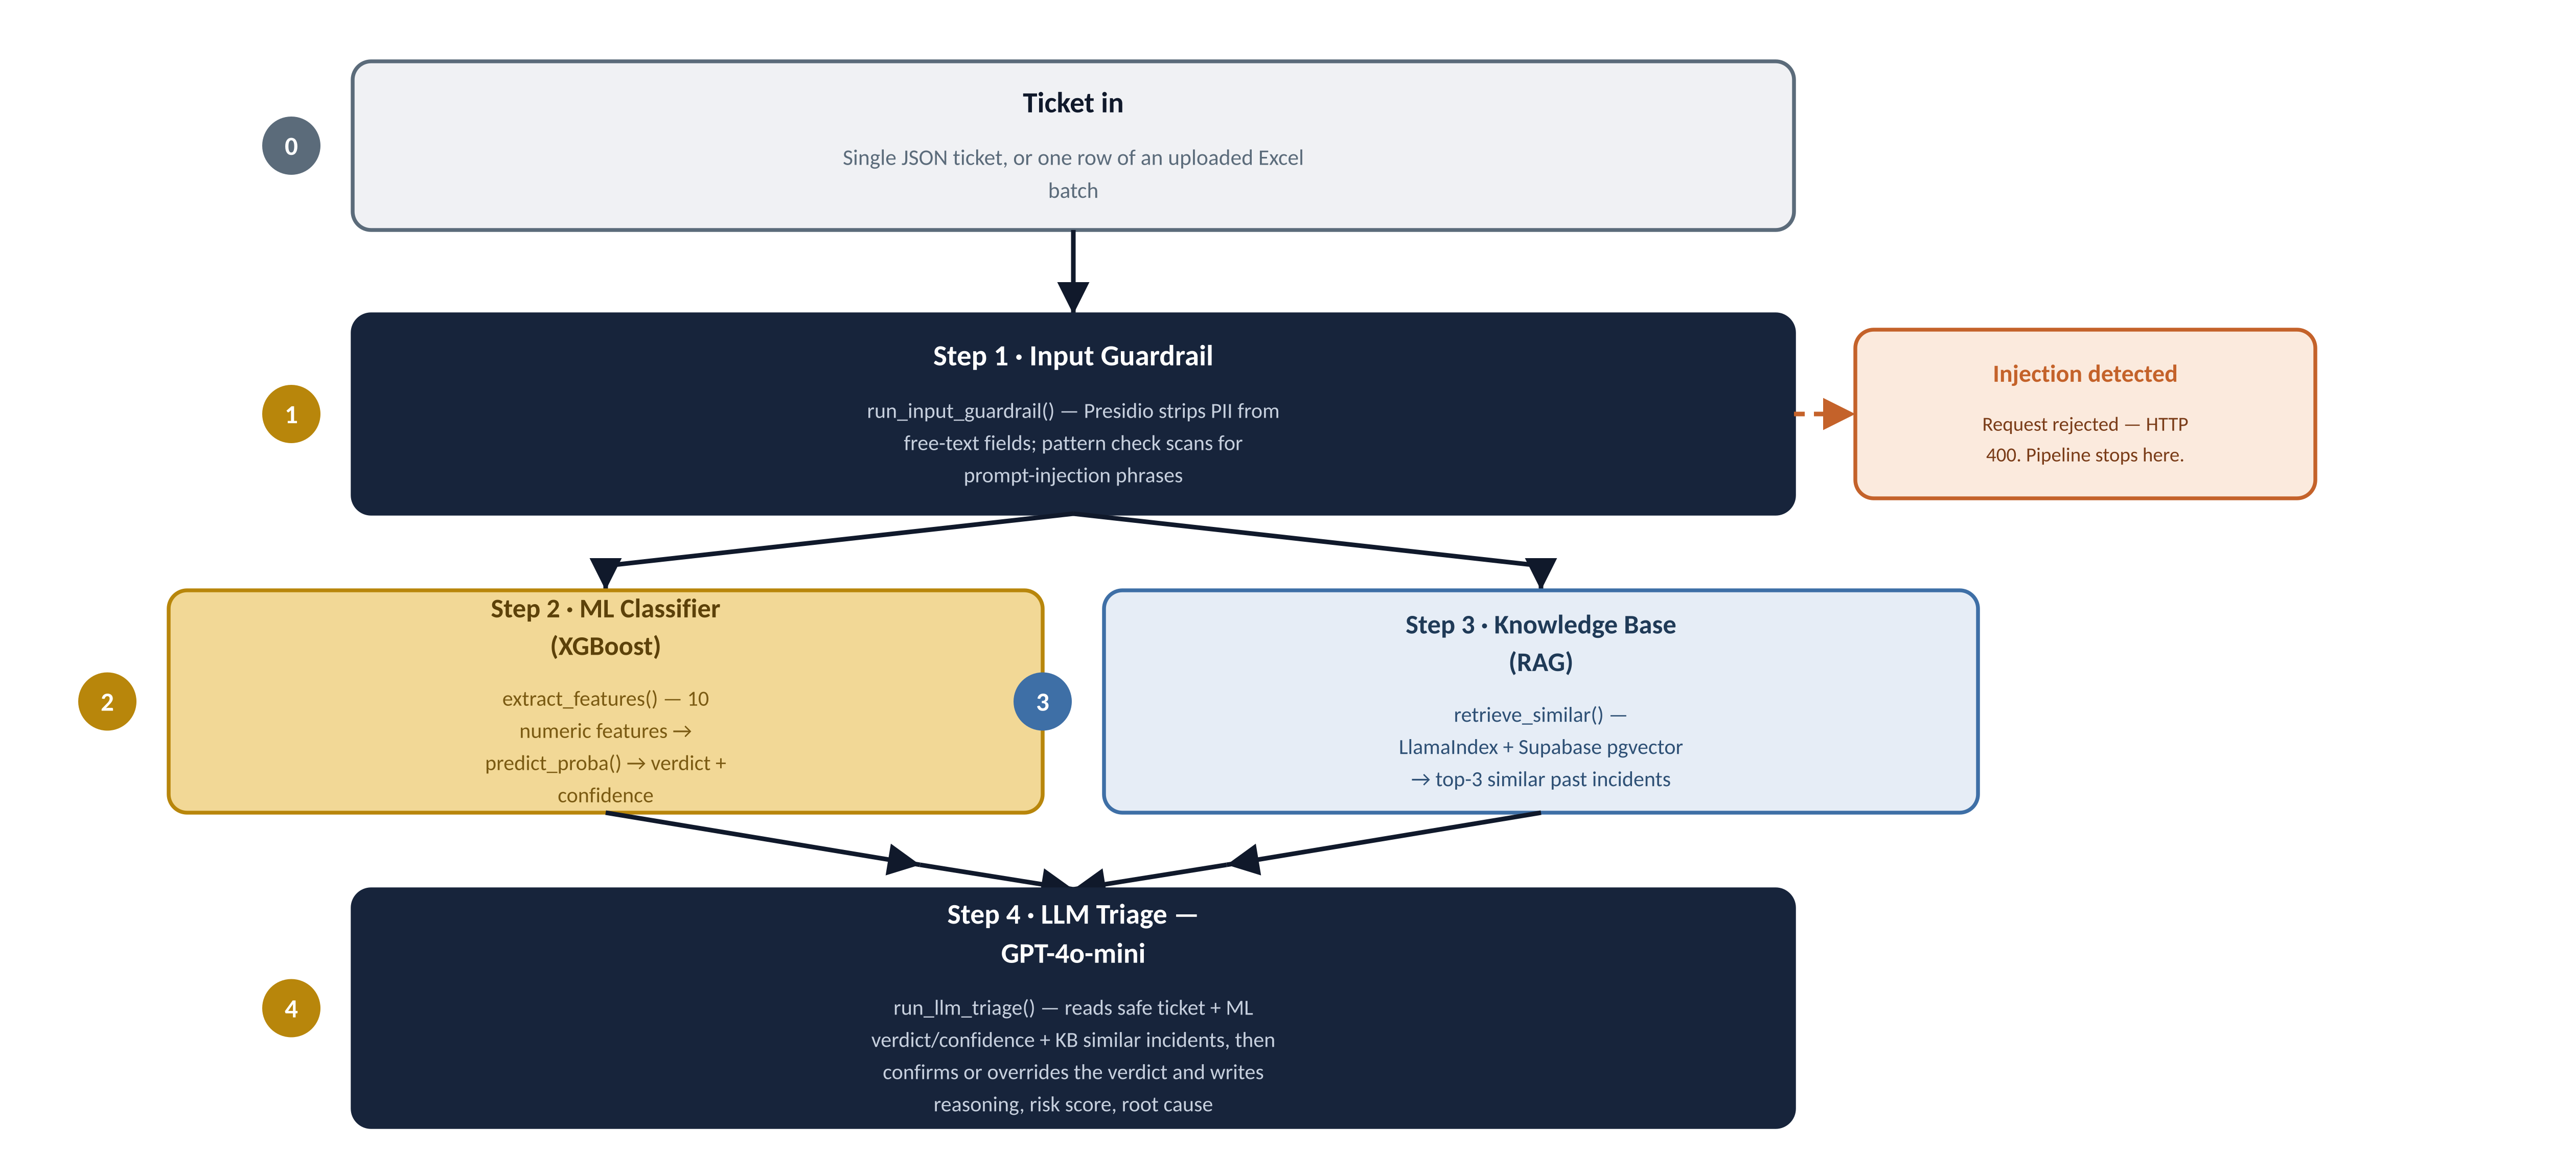 Ticket in
0
Single JSON ticket, or one row of an uploaded Excel
batch
Step 1 · Input Guardrail
1
run_input_guardrail() — Presidio strips PII from
free-text fields; pattern check scans for
prompt-injection phrases
Injection detected
Request rejected — HTTP
400. Pipeline stops here.
Step 2 · ML Classifier
(XGBoost)
2
extract_features() — 10
numeric features →
predict_proba() → verdict +
confidence
Step 3 · Knowledge Base
(RAG)
3
retrieve_similar() —
LlamaIndex + Supabase pgvector
→ top-3 similar past incidents
Step 4 · LLM Triage —
GPT-4o-mini
4
run_llm_triage() — reads safe ticket + ML
verdict/confidence + KB similar incidents, then
confirms or overrides the verdict and writes
reasoning, risk score, root cause